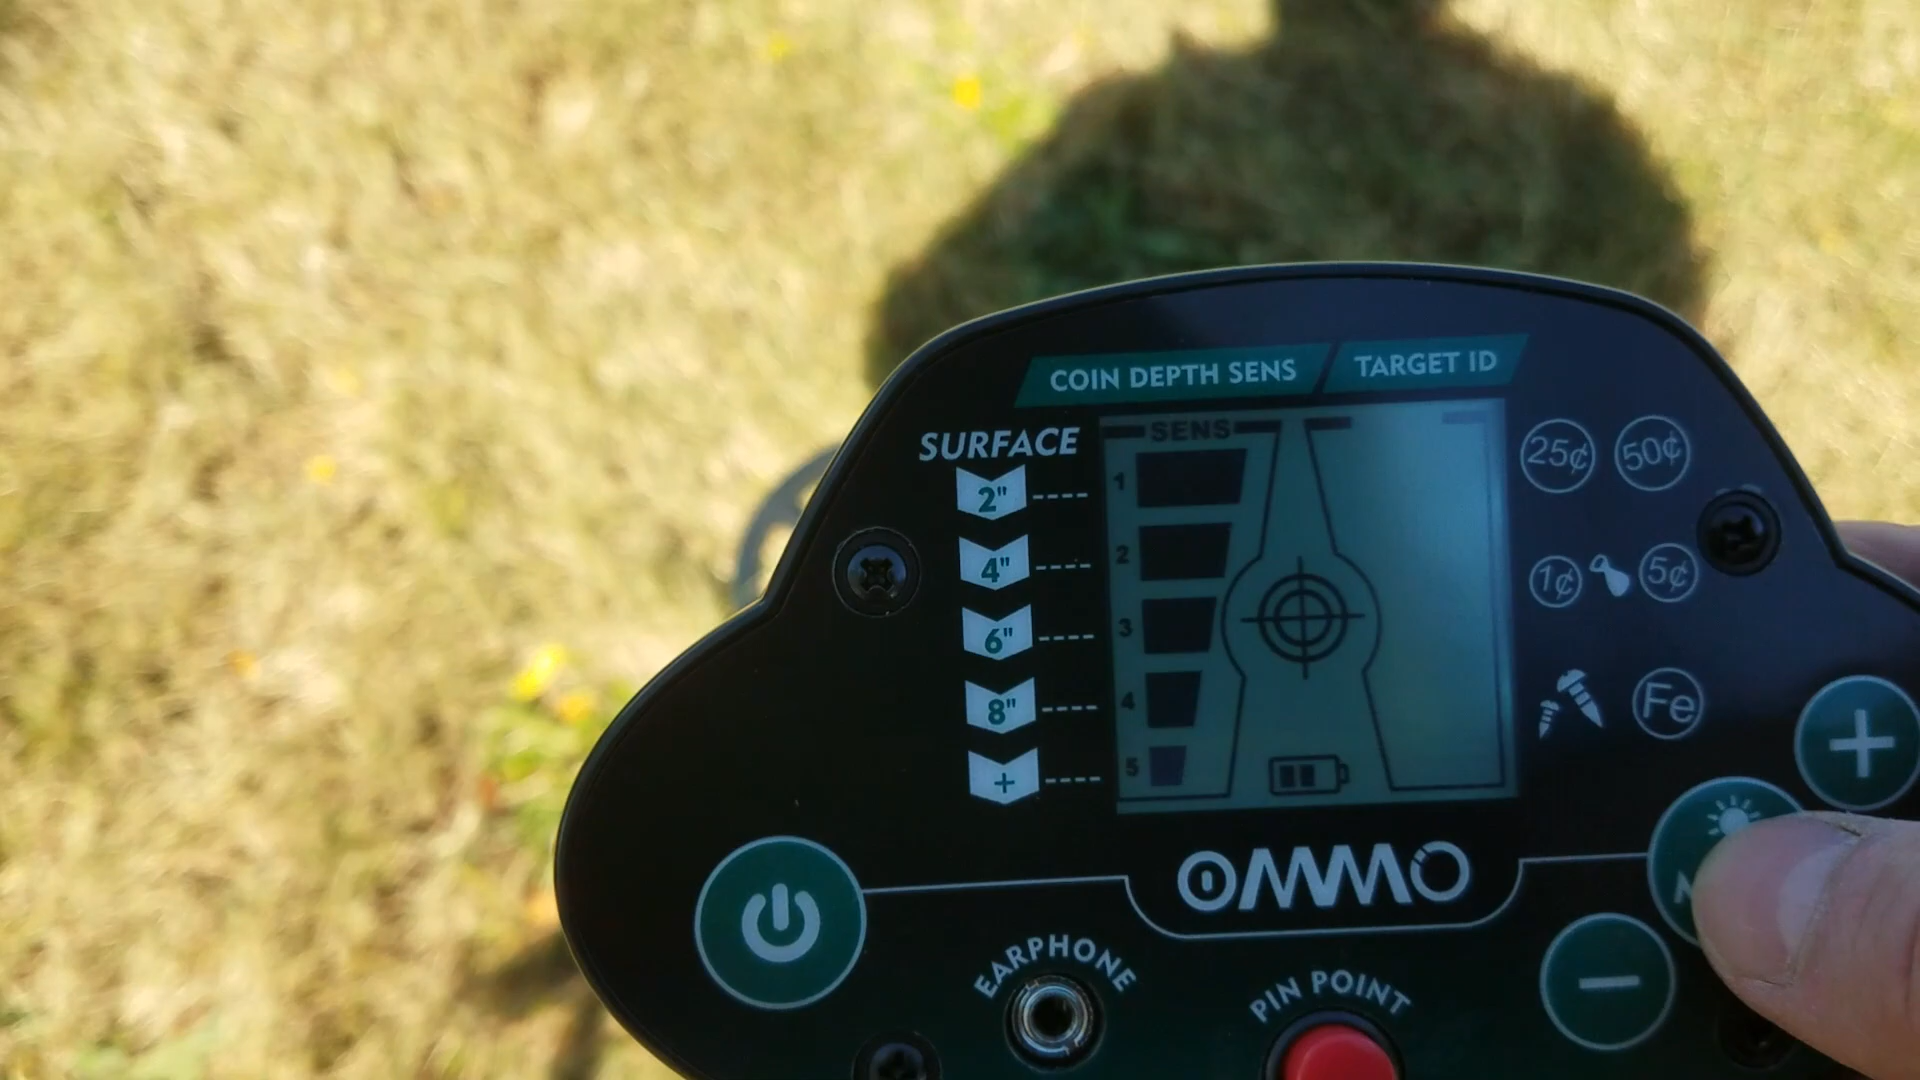 COIN DEPTH SENS TARGET ID
SURFACE
SENS
25¢ 50¢
2" 1
4" 2
1¢ 5¢
6" 3
8" 4
Fe
+ 5
+
OMMO
EARPHONE
PIN POINT
−